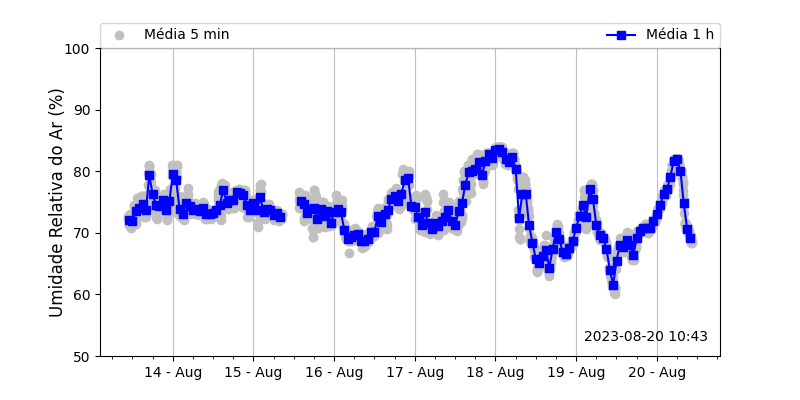 Média 5 min
Média 1 h
Umidade Relativa do Ar (%)
100
90
80
70
60
50
2023-08-20 10:43
14 - Aug
15 - Aug
16 - Aug
17 - Aug
18 - Aug
19 - Aug
20 - Aug